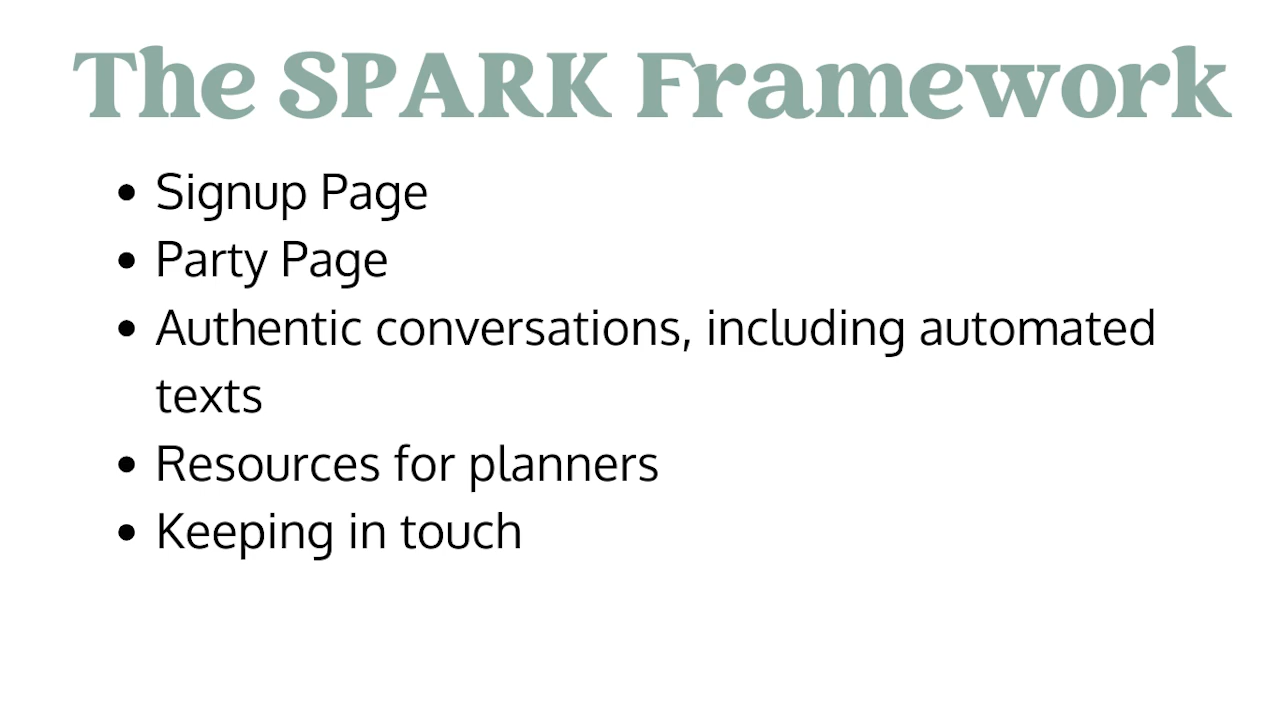 The SPARK Framework
• Signup Page
• Party Page
• Authentic conversations, including automated
texts
• Resources for planners
• Keeping in touch